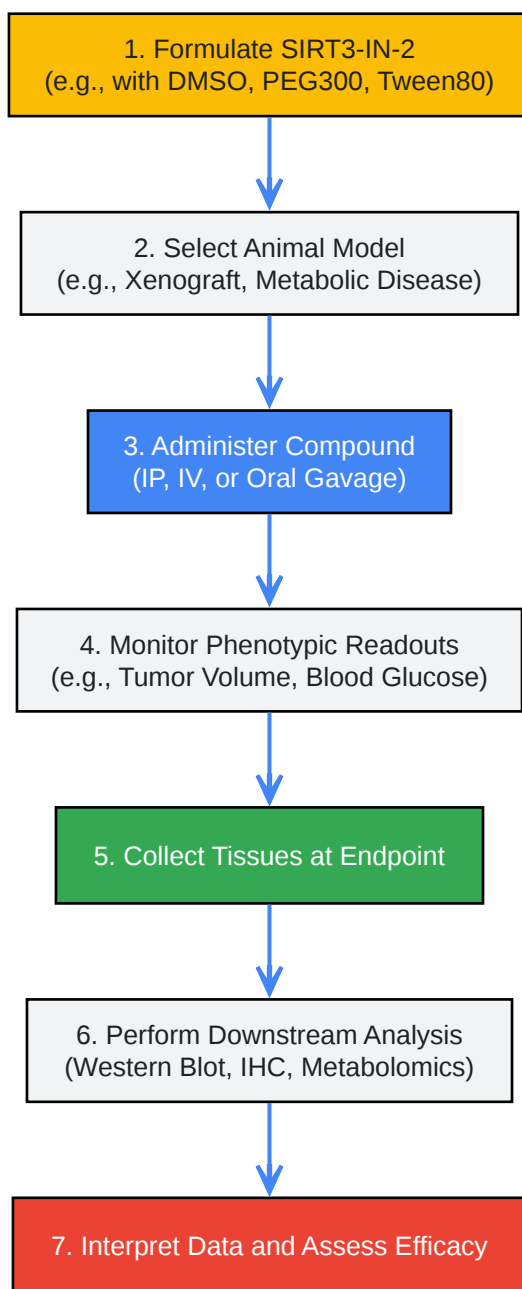 1. Formulate SIRT3-IN-2
(e.g., with DMSO, PEG300, Tween80)
2. Select Animal Model
(e.g., Xenograft, Metabolic Disease)
3. Administer Compound
(IP, IV, or Oral Gavage)
4. Monitor Phenotypic Readouts
(e.g., Tumor Volume, Blood Glucose)
5. Collect Tissues at Endpoint
6. Perform Downstream Analysis
(Western Blot, IHC, Metabolomics)
7. Interpret Data and Assess Efficacy